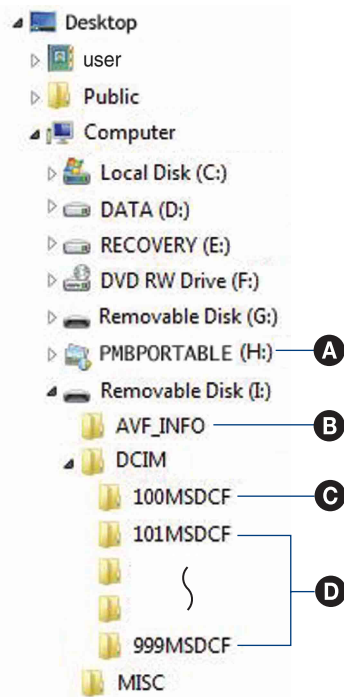 Desktop
user
Public
Computer
Local Disk (C:)
DATA (D:)
RECOVERY (E:)
DVD RW Drive (F:)
Removable Disk (G:)
PMBPORTABLE (H:) A
Removable Disk (I:)
AVF_INFO B
DCIM
100MSDCF C
101MSDCF
D
999MSDCF
MISC